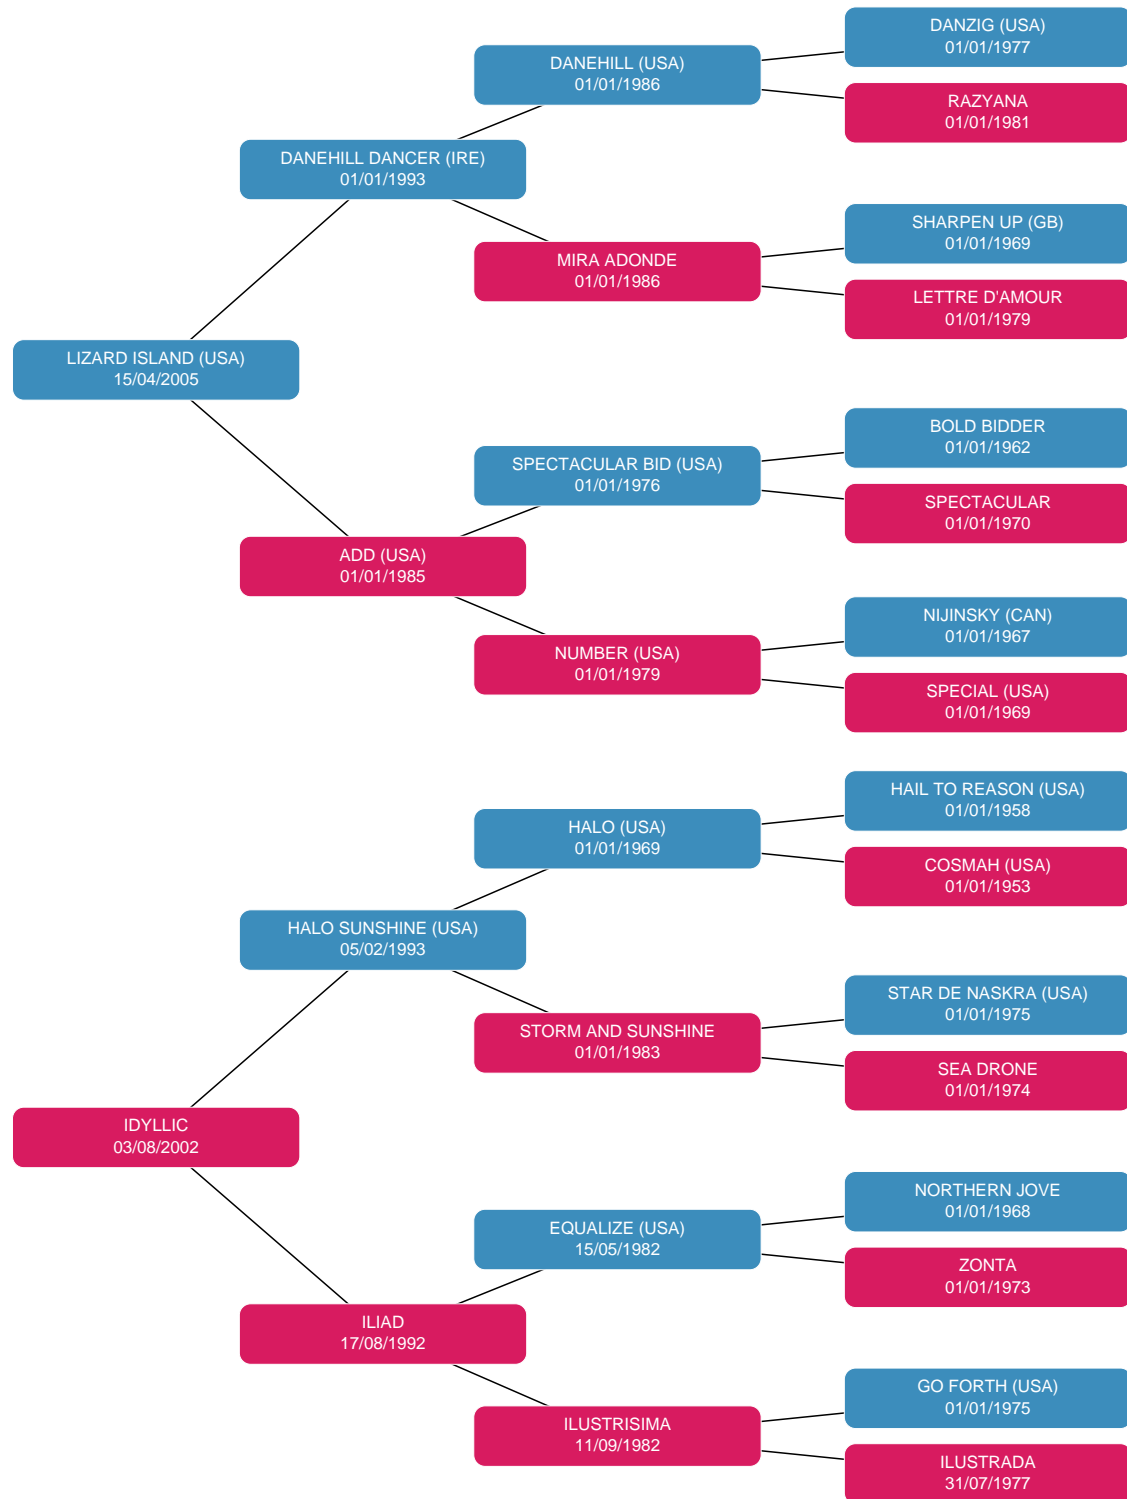 DANZIG (USA)
01/01/1977
DANEHILL (USA)
01/01/1986
RAZYANA
01/01/1981
DANEHILL DANCER (IRE)
01/01/1993
SHARPEN UP (GB)
01/01/1969
MIRA ADONDE
01/01/1986
LETTRE D'AMOUR
01/01/1979
LIZARD ISLAND (USA)
15/04/2005
BOLD BIDDER
01/01/1962
SPECTACULAR BID (USA)
01/01/1976
SPECTACULAR
01/01/1970
ADD (USA)
01/01/1985
NIJINSKY (CAN)
01/01/1967
NUMBER (USA)
01/01/1979
SPECIAL (USA)
01/01/1969
HAIL TO REASON (USA)
01/01/1958
HALO (USA)
01/01/1969
COSMAH (USA)
01/01/1953
HALO SUNSHINE (USA)
05/02/1993
STAR DE NASKRA (USA)
01/01/1975
STORM AND SUNSHINE
01/01/1983
SEA DRONE
01/01/1974
IDYLLIC
03/08/2002
NORTHERN JOVE
01/01/1968
EQUALIZE (USA)
15/05/1982
ZONTA
01/01/1973
ILIAD
17/08/1992
GO FORTH (USA)
01/01/1975
ILUSTRISIMA
11/09/1982
ILUSTRADA
31/07/1977